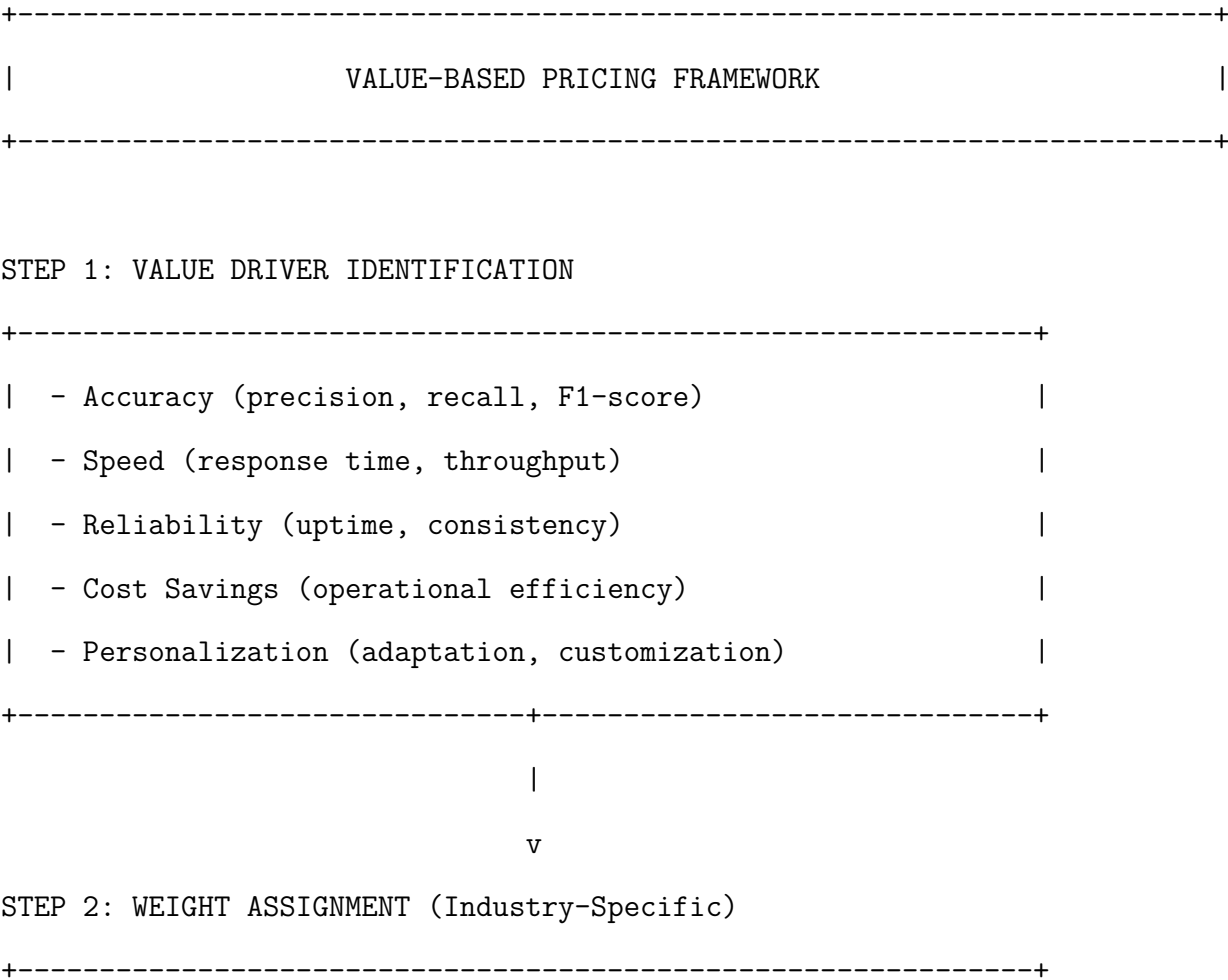 +-------------------------------------------------------------------------+
|                    VALUE-BASED PRICING FRAMEWORK                        |
+-------------------------------------------------------------------------+
STEP 1: VALUE DRIVER IDENTIFICATION
+--------------------------------------------------------------+
|  - Accuracy (precision, recall, F1-score)                    |
|  - Speed (response time, throughput)                         |
|  - Reliability (uptime, consistency)                         |
|  - Cost Savings (operational efficiency)                     |
|  - Personalization (adaptation, customization)               |
+-------------------------------+------------------------------+
                                |
                                v
STEP 2: WEIGHT ASSIGNMENT (Industry-Specific)
+--------------------------------------------------------------+